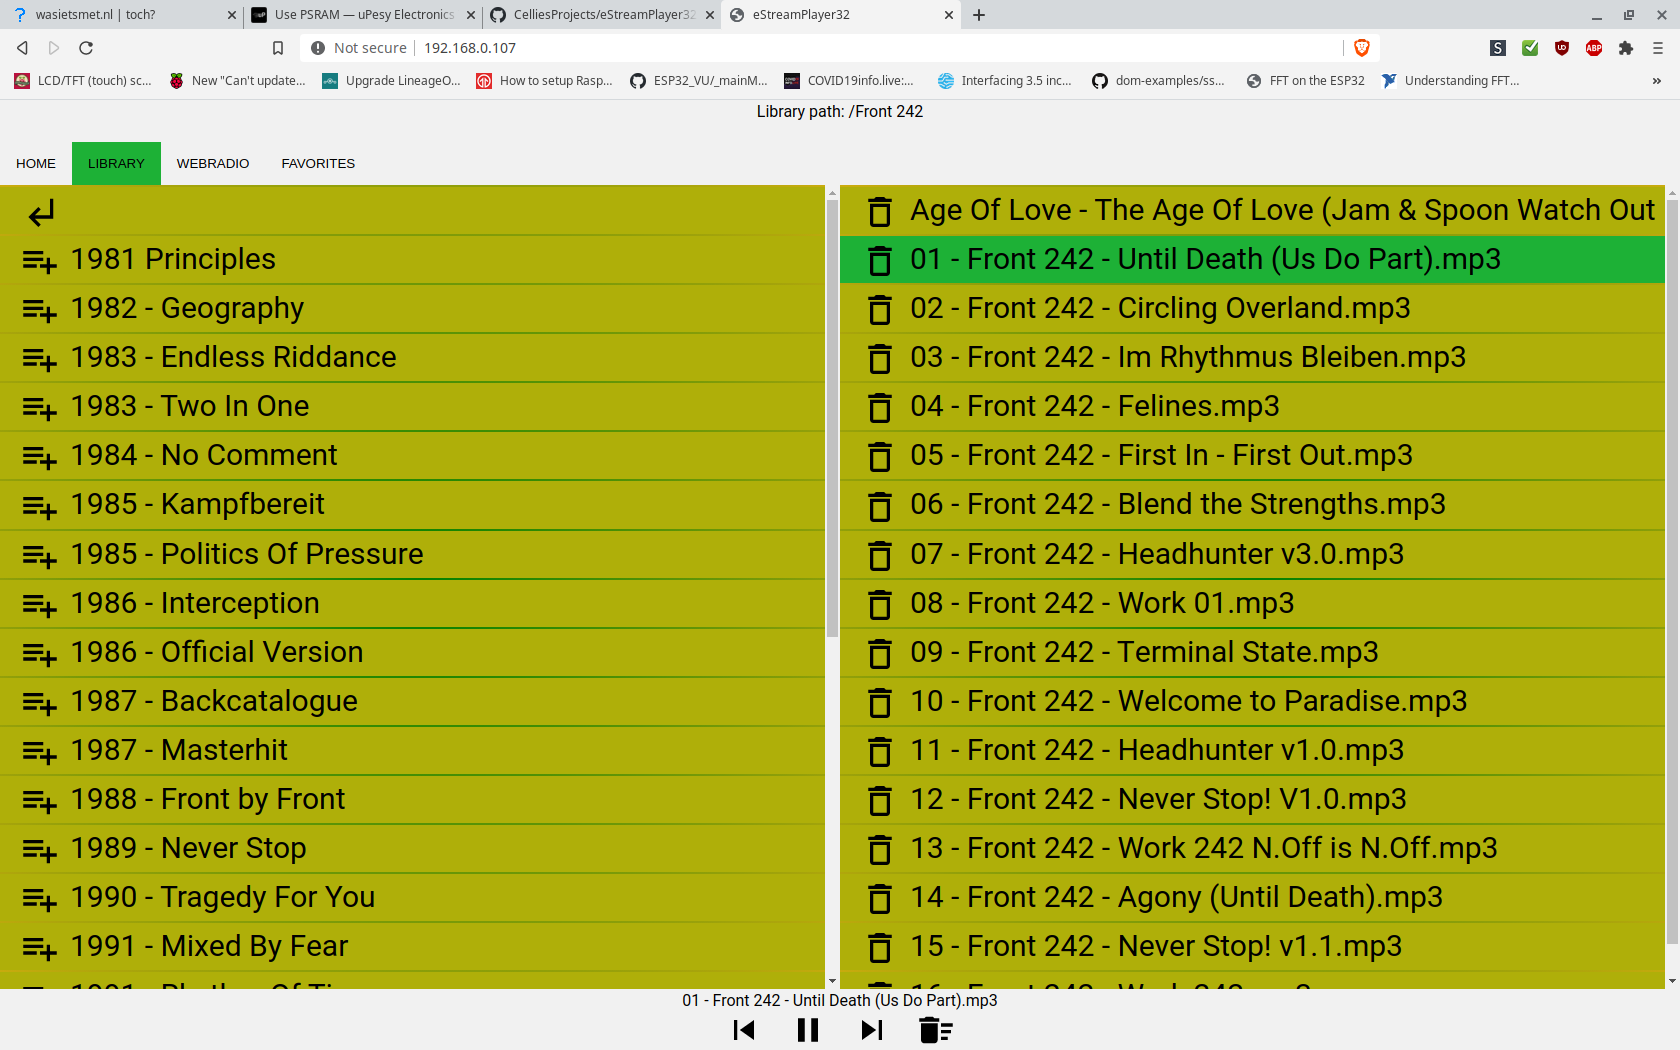 wasietsmet.nl | toch?
Use PSRAM — uPesy Electronics
CelliesProjects/eStreamPlayer32
eStreamPlayer32
Not secure
192.168.0.107
LCD/TFT (touch) sc...
New "Can't update...
Upgrade LineageO...
How to setup Rasp...
ESP32_VU/_mainM...
COVID19info.live:...
Interfacing 3.5 inc...
dom-examples/ss...
FFT on the ESP32
Understanding FFT...
Library path: /Front 242
HOME
LIBRARY
WEBRADIO
FAVORITES
1981 Principles
1982 - Geography
1983 - Endless Riddance
1983 - Two In One
1984 - No Comment
1985 - Kampfbereit
1985 - Politics Of Pressure
1986 - Interception
1986 - Official Version
1987 - Backcatalogue
1987 - Masterhit
1988 - Front by Front
1989 - Never Stop
1990 - Tragedy For You
1991 - Mixed By Fear
Age Of Love - The Age Of Love (Jam & Spoon Watch Out
01 - Front 242 - Until Death (Us Do Part).mp3
02 - Front 242 - Circling Overland.mp3
03 - Front 242 - Im Rhythmus Bleiben.mp3
04 - Front 242 - Felines.mp3
05 - Front 242 - First In - First Out.mp3
06 - Front 242 - Blend the Strengths.mp3
07 - Front 242 - Headhunter v3.0.mp3
08 - Front 242 - Work 01.mp3
09 - Front 242 - Terminal State.mp3
10 - Front 242 - Welcome to Paradise.mp3
11 - Front 242 - Headhunter v1.0.mp3
12 - Front 242 - Never Stop! V1.0.mp3
13 - Front 242 - Work 242 N.Off is N.Off.mp3
14 - Front 242 - Agony (Until Death).mp3
15 - Front 242 - Never Stop! v1.1.mp3
01 - Front 242 - Until Death (Us Do Part).mp3